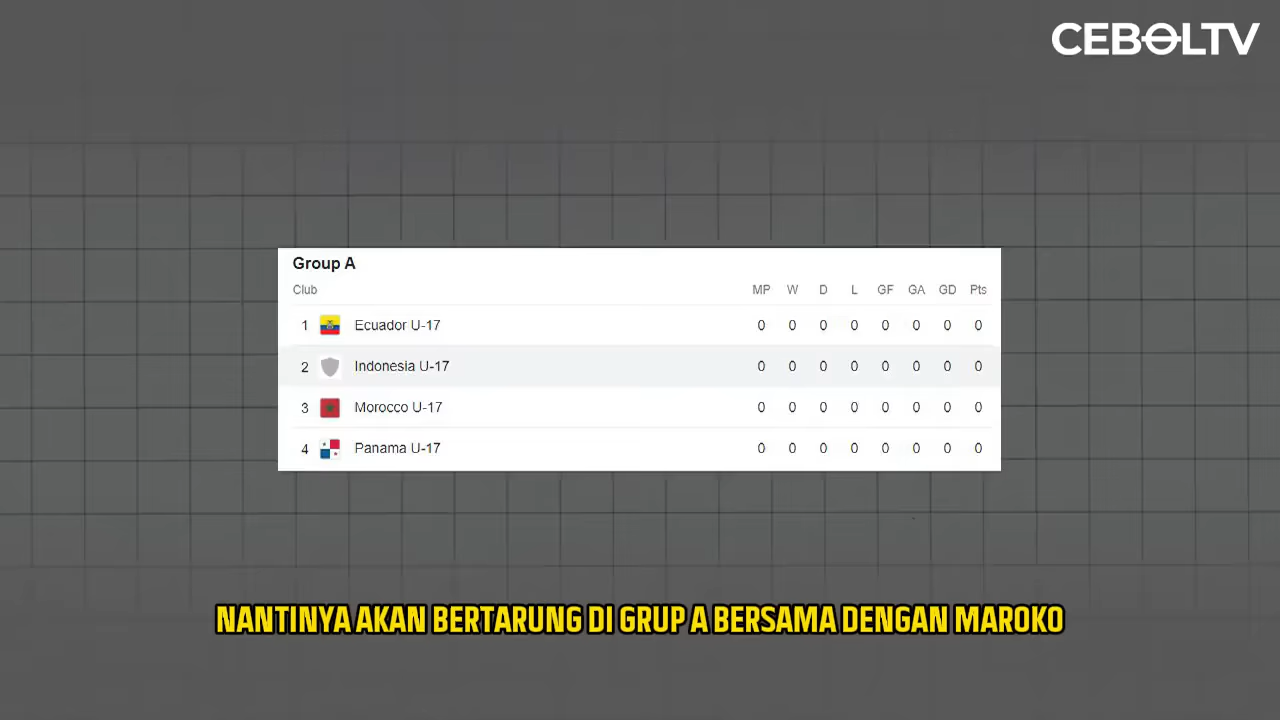 CEBOLTV
Group A
Club MP W D L GF GA GD Pts
1 Ecuador U-17 0 0 0 0 0 0 0 0
2 Indonesia U-17 0 0 0 0 0 0 0 0
3 Morocco U-17 0 0 0 0 0 0 0 0
4 Panama U-17 0 0 0 0 0 0 0 0
NANTINYA AKAN BERTARUNG DI GRUP A BERSAMA DENGAN MAROKO